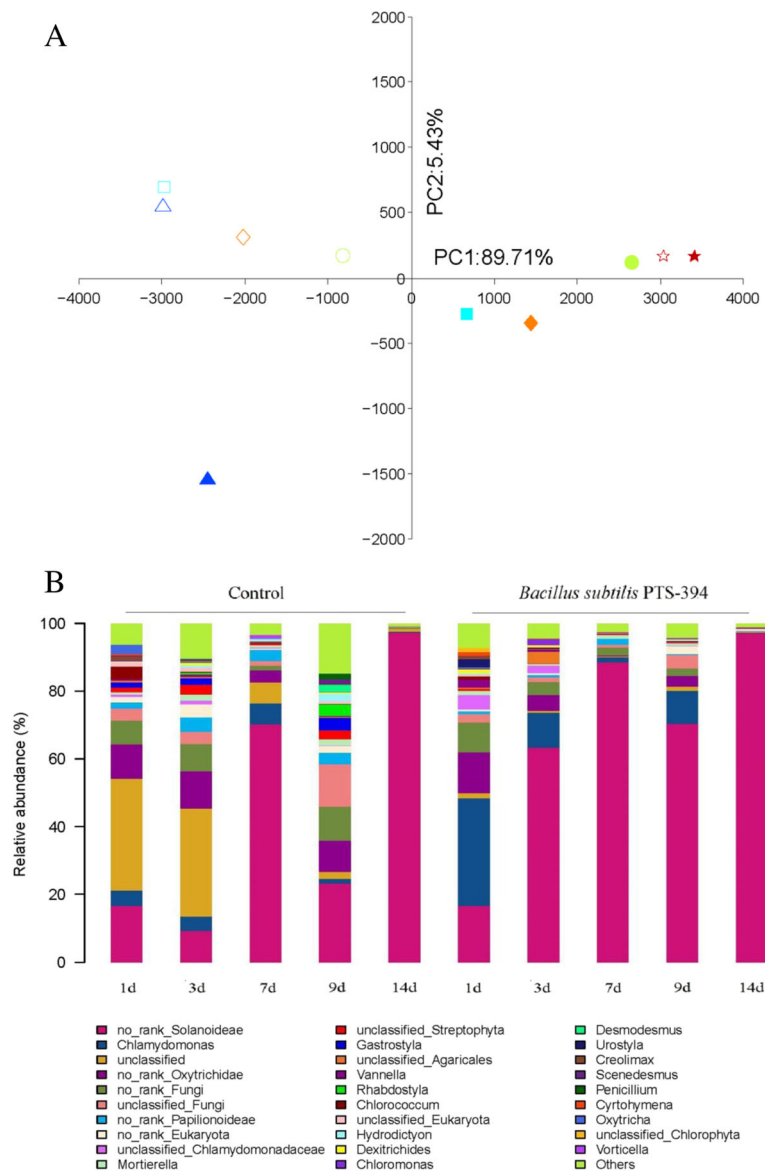 A
2000
1500
1000
500
0
−500
−1000
−1500
−2000
PC2:5.43%
PC1:89.71%
−4000 −3000 −2000 −1000 0 1000 2000 3000 4000
B
Control
Bacillus subtilis PTS-394
Relative abundance (%)
100
80
60
40
20
0
1d 3d 7d 9d 14d 1d 3d 7d 9d 14d
no_rank_Solanoideae
Chlamydomonas
unclassified
no_rank_Oxytrichidae
no_rank_Fungi
unclassified_Fungi
no_rank_Papilionoideae
no_rank_Eukaryota
unclassified_Chlamydomonadaceae
Mortierella
unclassified_Streptophyta
Gastrostyla
unclassified_Agaricales
Vannella
Rhabdostyla
Chlorococcum
unclassified_Eukaryota
Hydrodictyon
Dexitrichides
Chloromonas
Desmodesmus
Urostyla
Creolimax
Scenedesmus
Penicillium
Cyrtohymena
Oxytricha
unclassified_Chlorophyta
Vorticella
Others